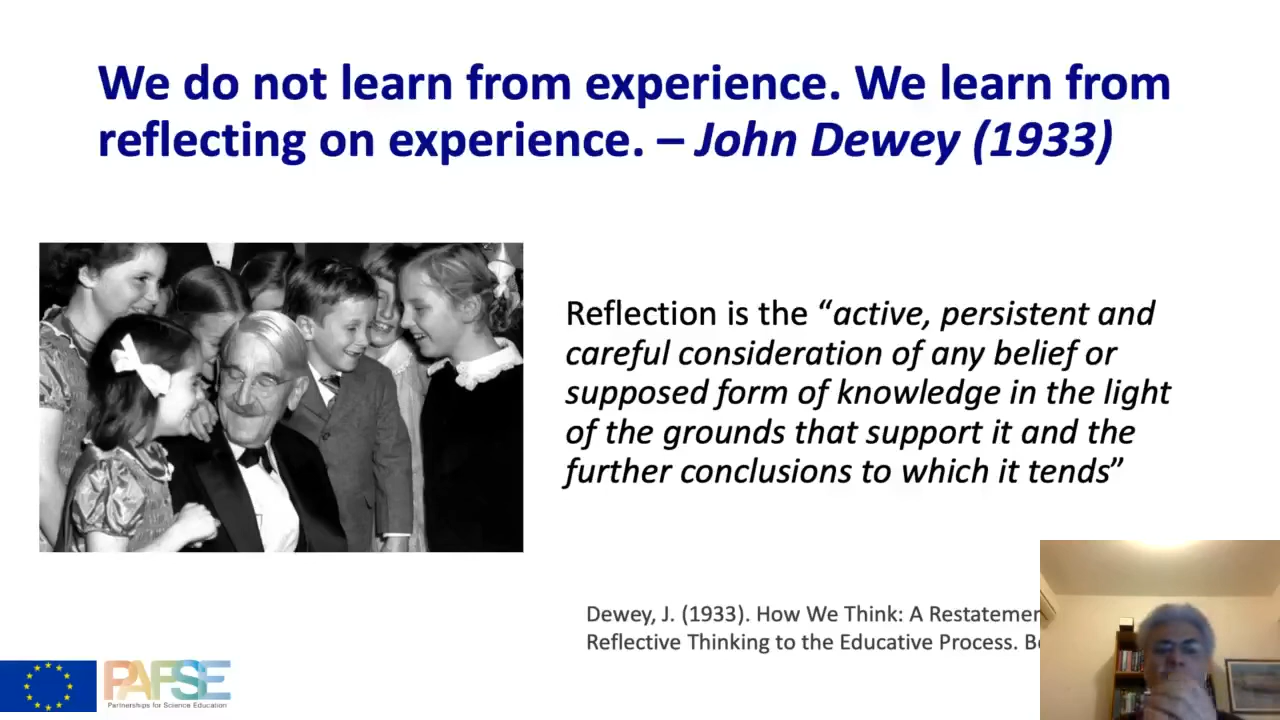 We do not learn from experience. We learn from
reflecting on experience. – John Dewey (1933)
Reflection is the “active, persistent and
careful consideration of any belief or
supposed form of knowledge in the light
of the grounds that support it and the
further conclusions to which it tends”
Dewey, J. (1933). How We Think: A
Reflective Thinking to the Educative Process.
PAFSE
Partnerships for Science Education